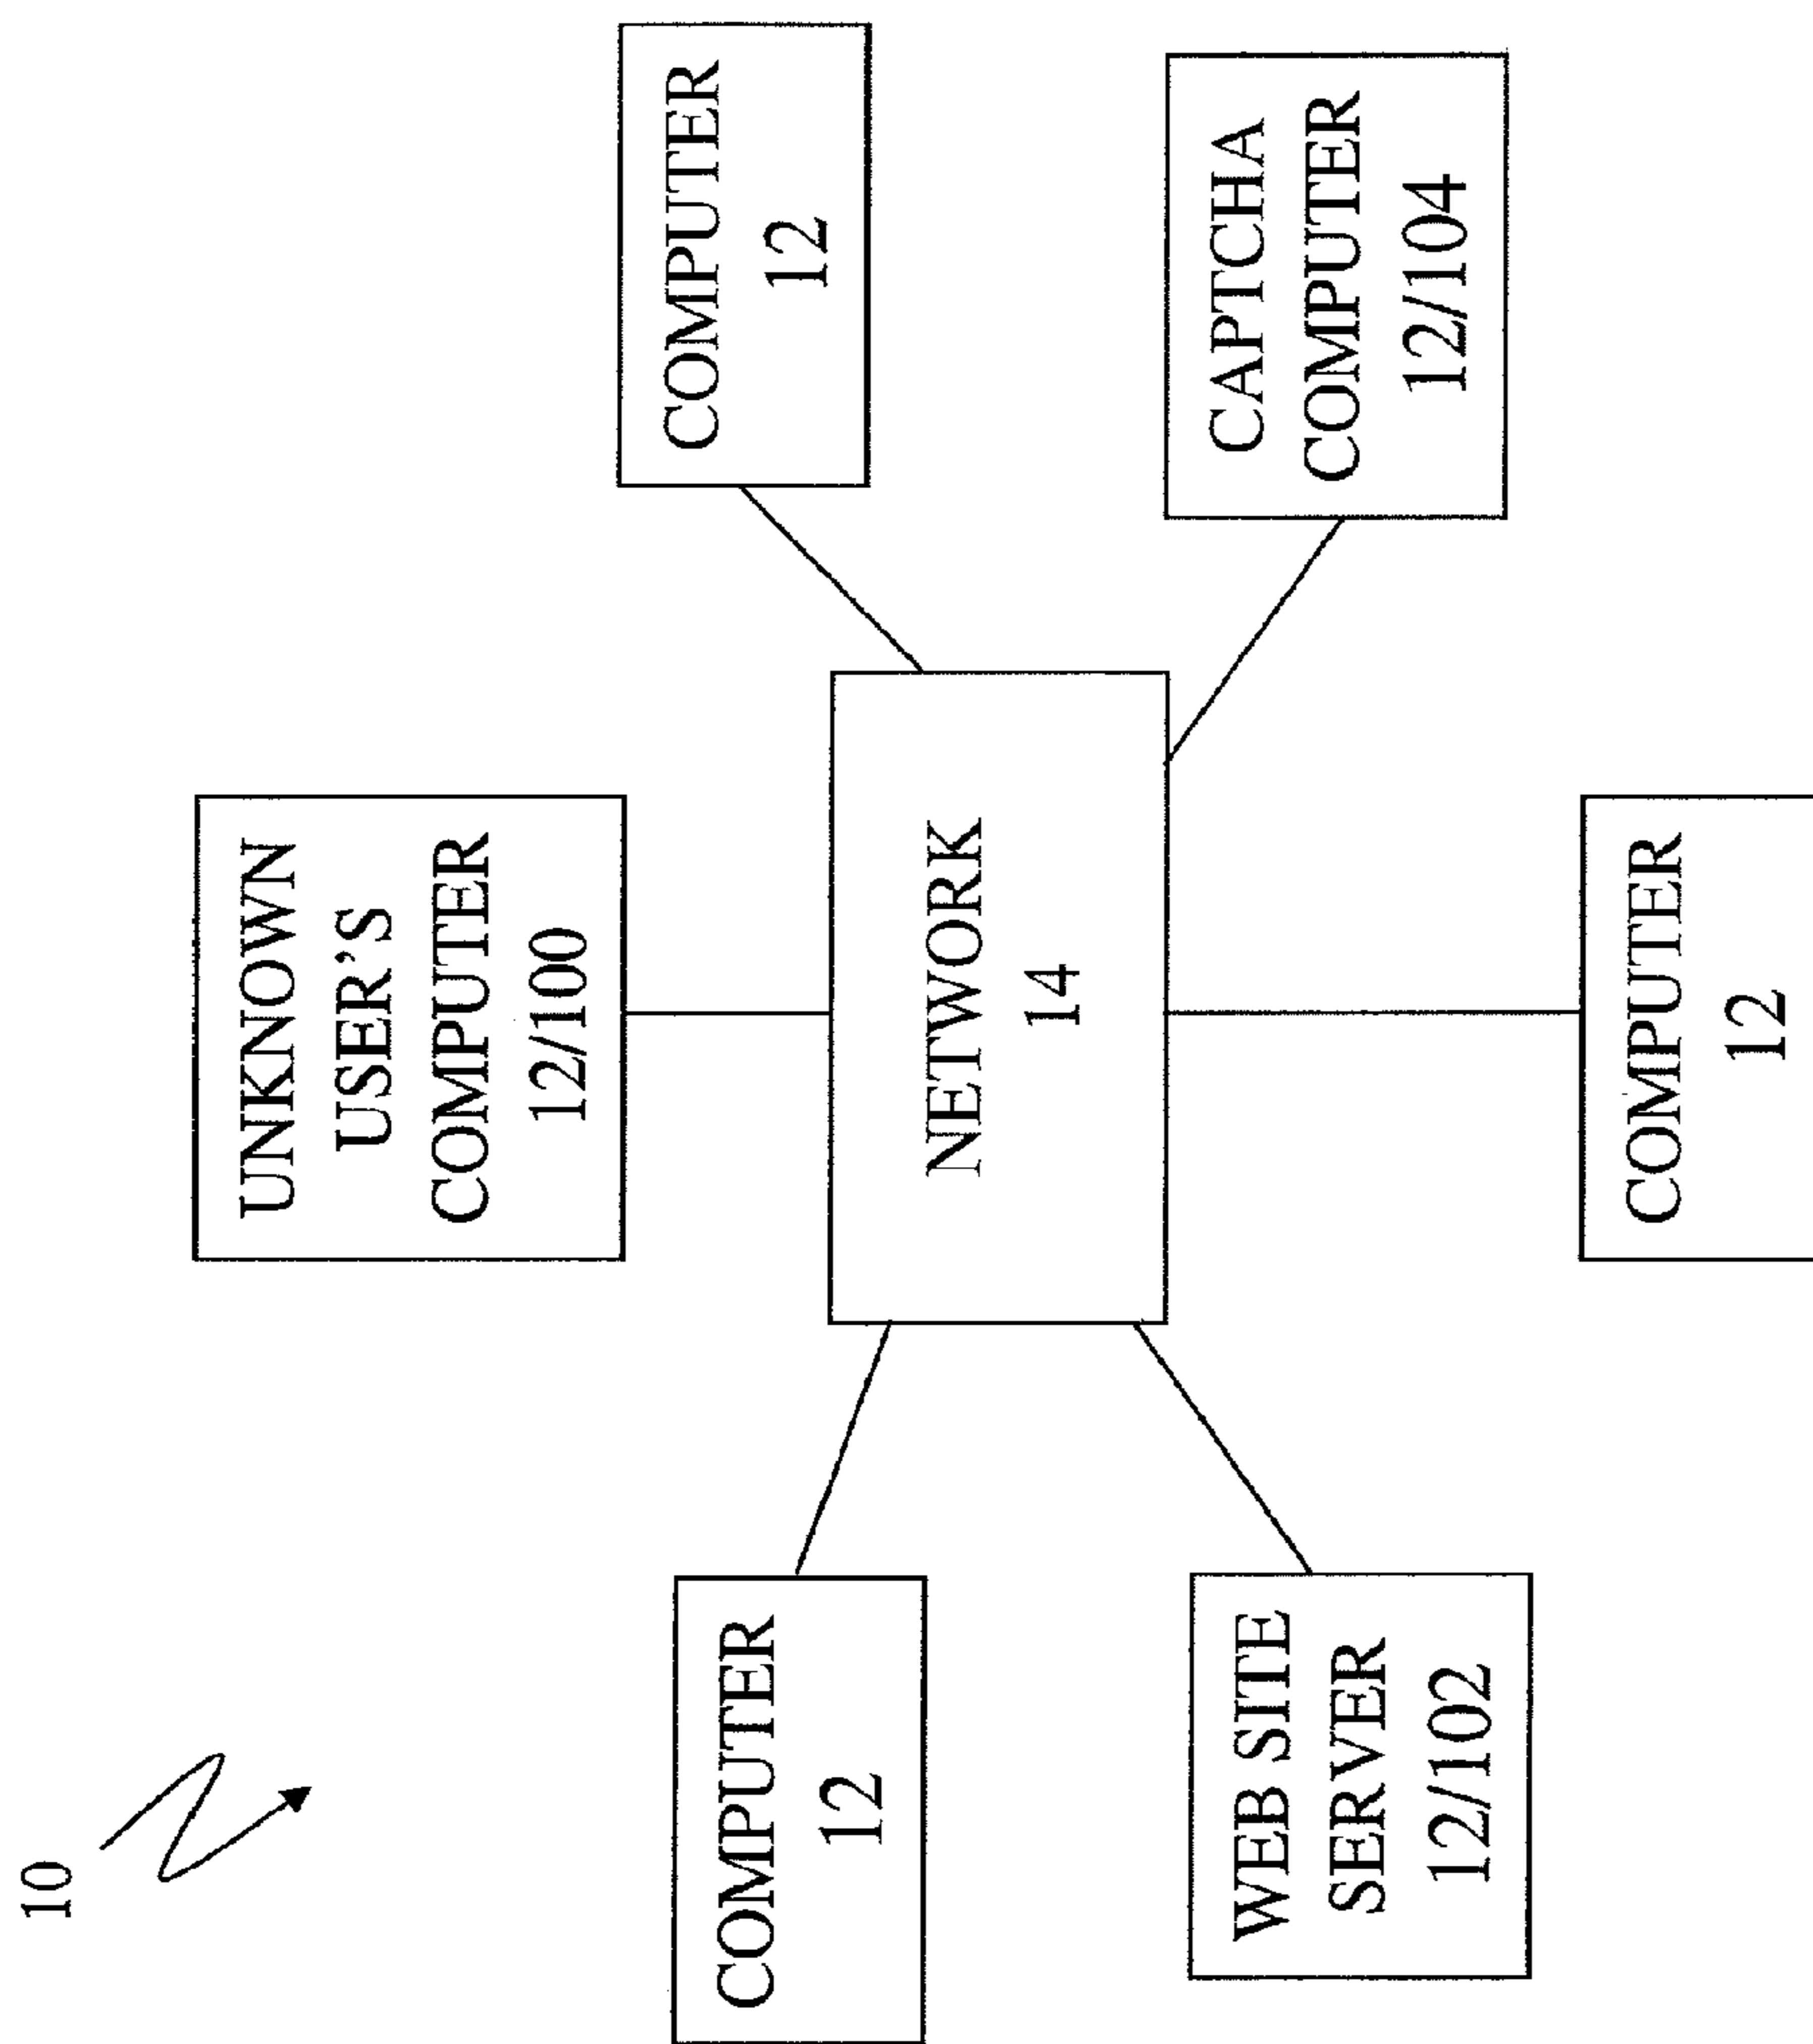 10
UNKNOWN
USER’S
COMPUTER
12/100
COMPUTER
12
COMPUTER
12
NETWORK
14
WEB SITE
SERVER
12/102
CAPTCHA
COMPUTER
12/104
COMPUTER
12